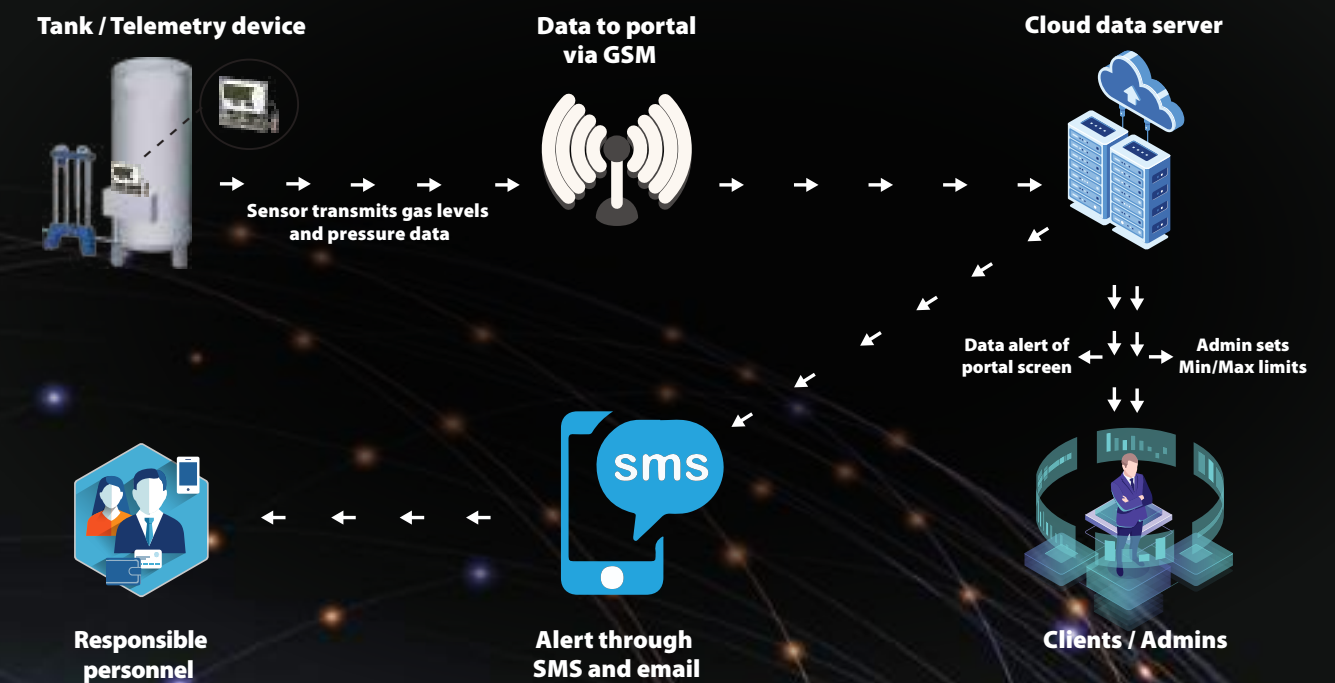 Tank / Telemetry device
Data to portal
via GSM
Cloud data server
Sensor transmits gas levels
and pressure data
Data alert of
portal screen
Admin sets
Min/Max limits
sms
Responsible
personnel
Alert through
SMS and email
Clients / Admins